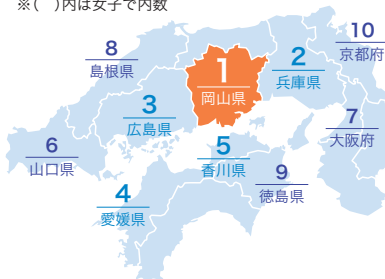 ※(　)内は女子で内数
10
京都府
8
島根県
1
岡山県
2
兵庫県
3
広島県
7
大阪府
6
山口県
5
香川県
9
徳島県
4
愛媛県